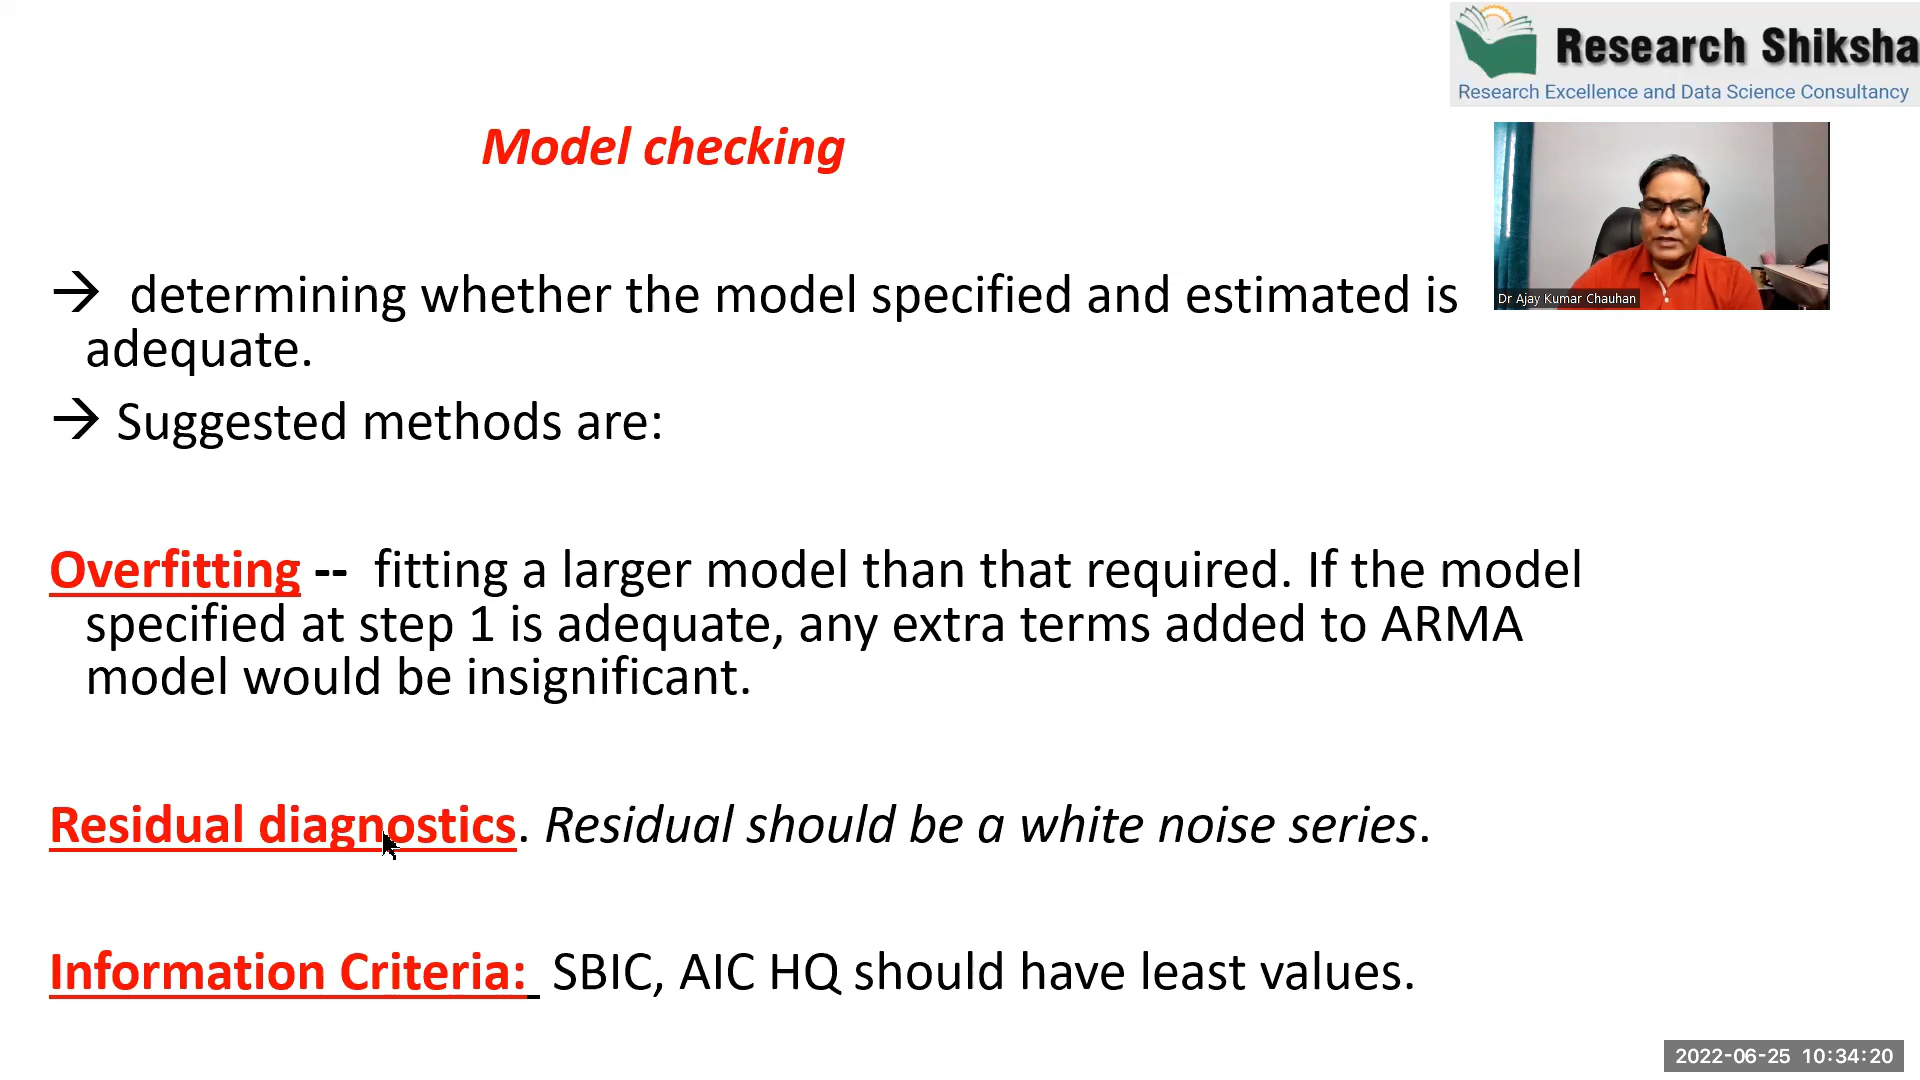 Research Shiksha
Research Excellence and Data Science Consultancy
Model checking
→ determining whether the model specified and estimated is
adequate.
→ Suggested methods are:
Overfitting -- fitting a larger model than that required. If the model
specified at step 1 is adequate, any extra terms added to ARMA
model would be insignificant.
Residual diagnostics. Residual should be a white noise series.
Information Criteria: SBIC, AIC HQ should have least values.
Dr Ajay Kumar Chauhan
2022-06-25 10:34:20